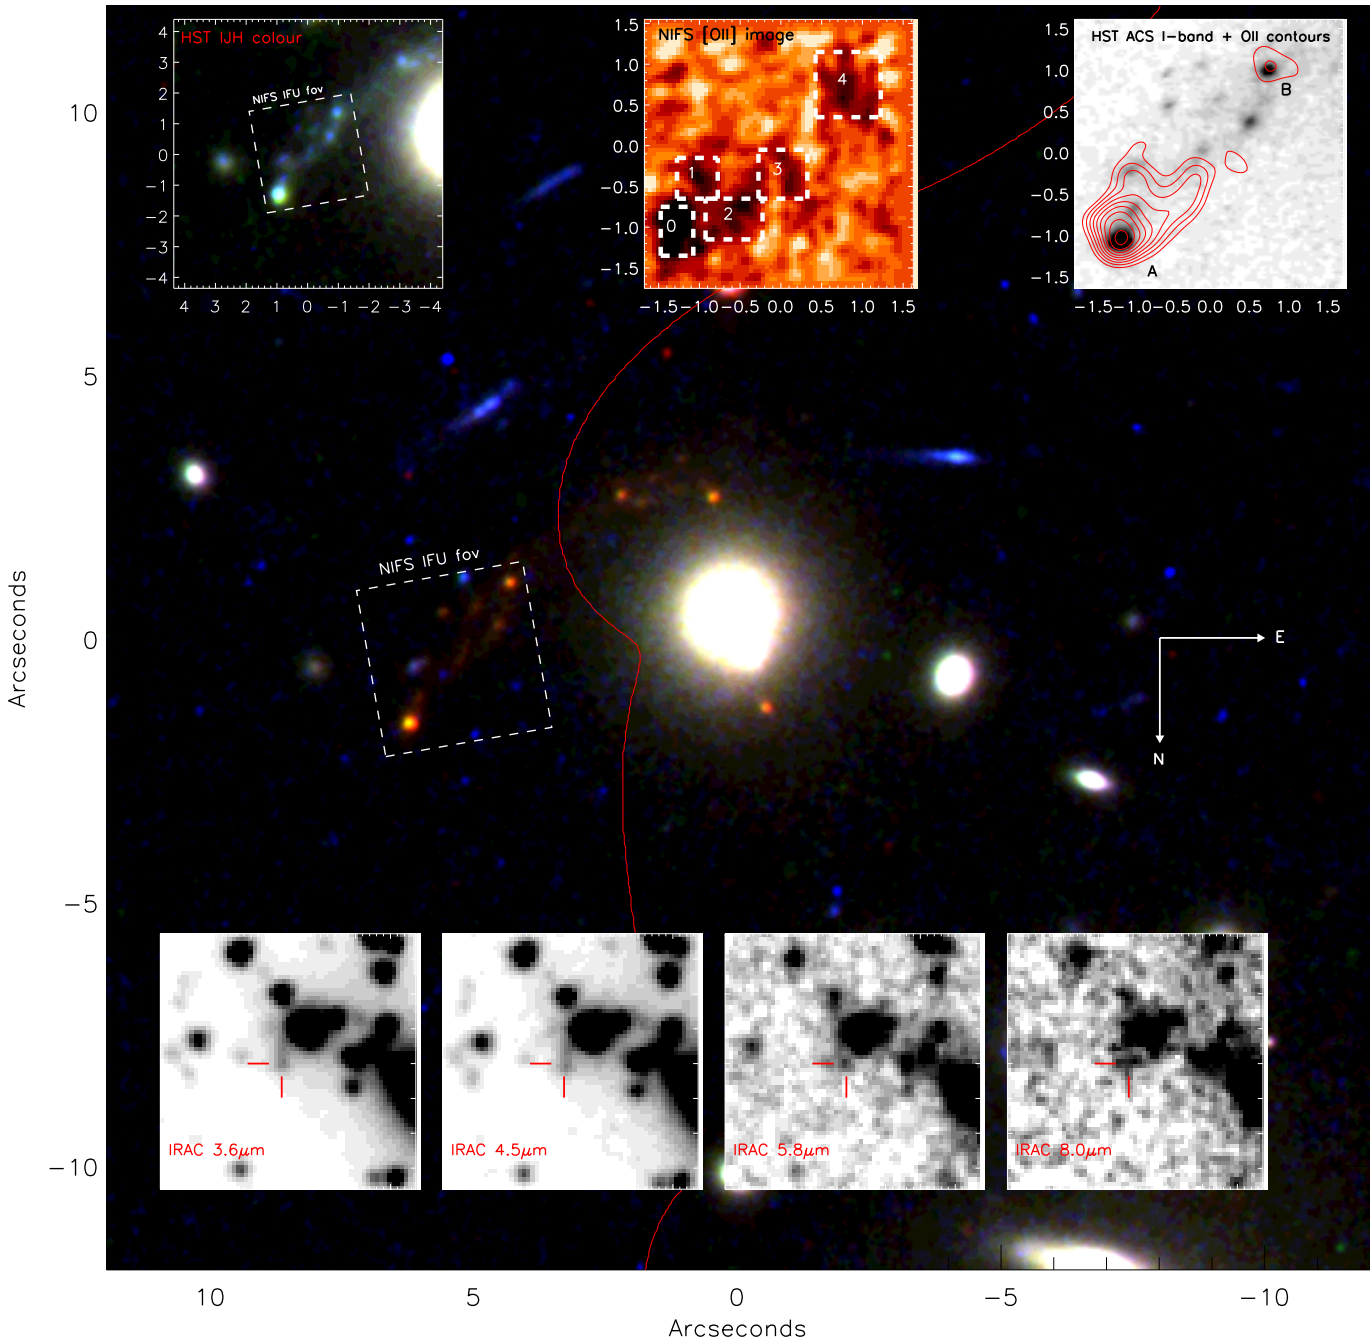 HST IJH colour
NIFS IFU fov
4
3
2
1
0
−1
−2
−3
−4
4 3 2 1 0 −1 −2 −3 −4
NIFS [OII] image
1.5
1.0
0.5
0.0
−0.5
−1.0
−1.5
4
1
3
2
0
−1.5 −1.0 −0.5 0.0 0.5 1.0 1.5
HST ACS I−band + OII contours
1.5
1.0
0.5
0.0
−0.5
−1.0
−1.5
B
A
−1.5 −1.0 −0.5 0.0 0.5 1.0 1.5
10
5
0
−5
−10
Arcseconds
NIFS IFU fov
E
N
IRAC 3.6μm
IRAC 4.5μm
IRAC 5.8μm
IRAC 8.0μm
10 5 0 −5 −10
Arcseconds